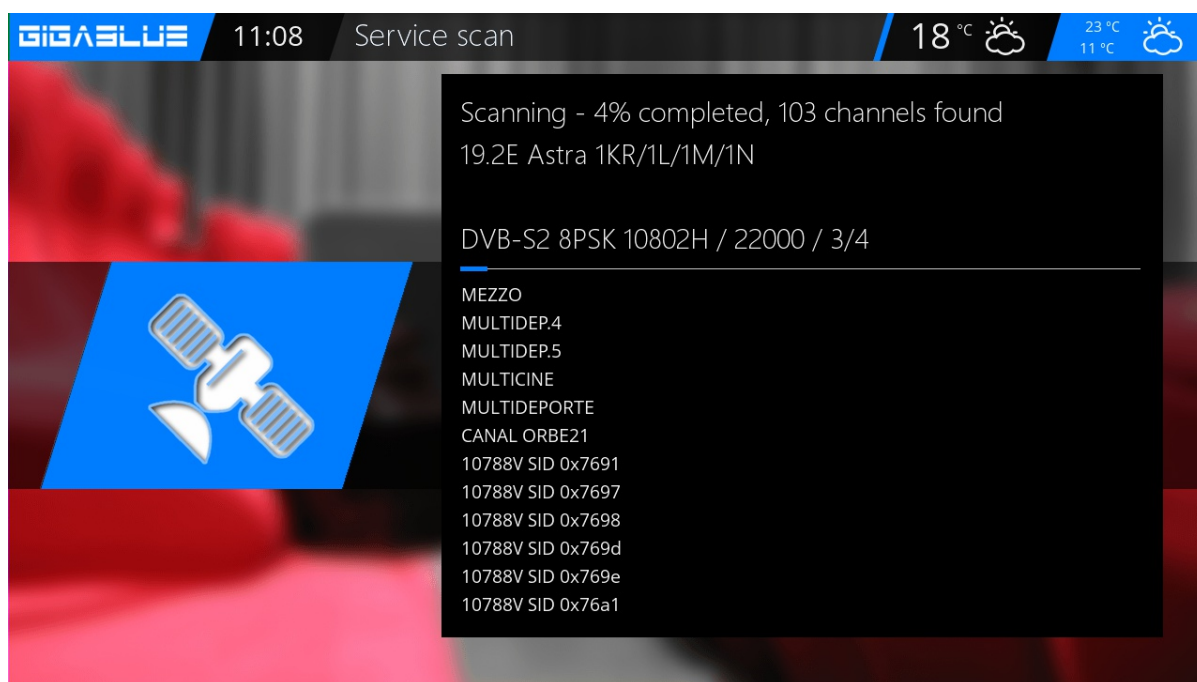 GIGABLUE 11:08 Service scan 18 °C 23 °C
11 °C
Scanning - 4% completed, 103 channels found
19.2E Astra 1KR/1L/1M/1N
DVB-S2 8PSK 10802H / 22000 / 3/4
MEZZO
MULTIDEP.4
MULTIDEP.5
MULTICINE
MULTIDEPORTE
CANAL ORBE21
10788V SID 0x7691
10788V SID 0x7697
10788V SID 0x7698
10788V SID 0x769d
10788V SID 0x769e
10788V SID 0x76a1